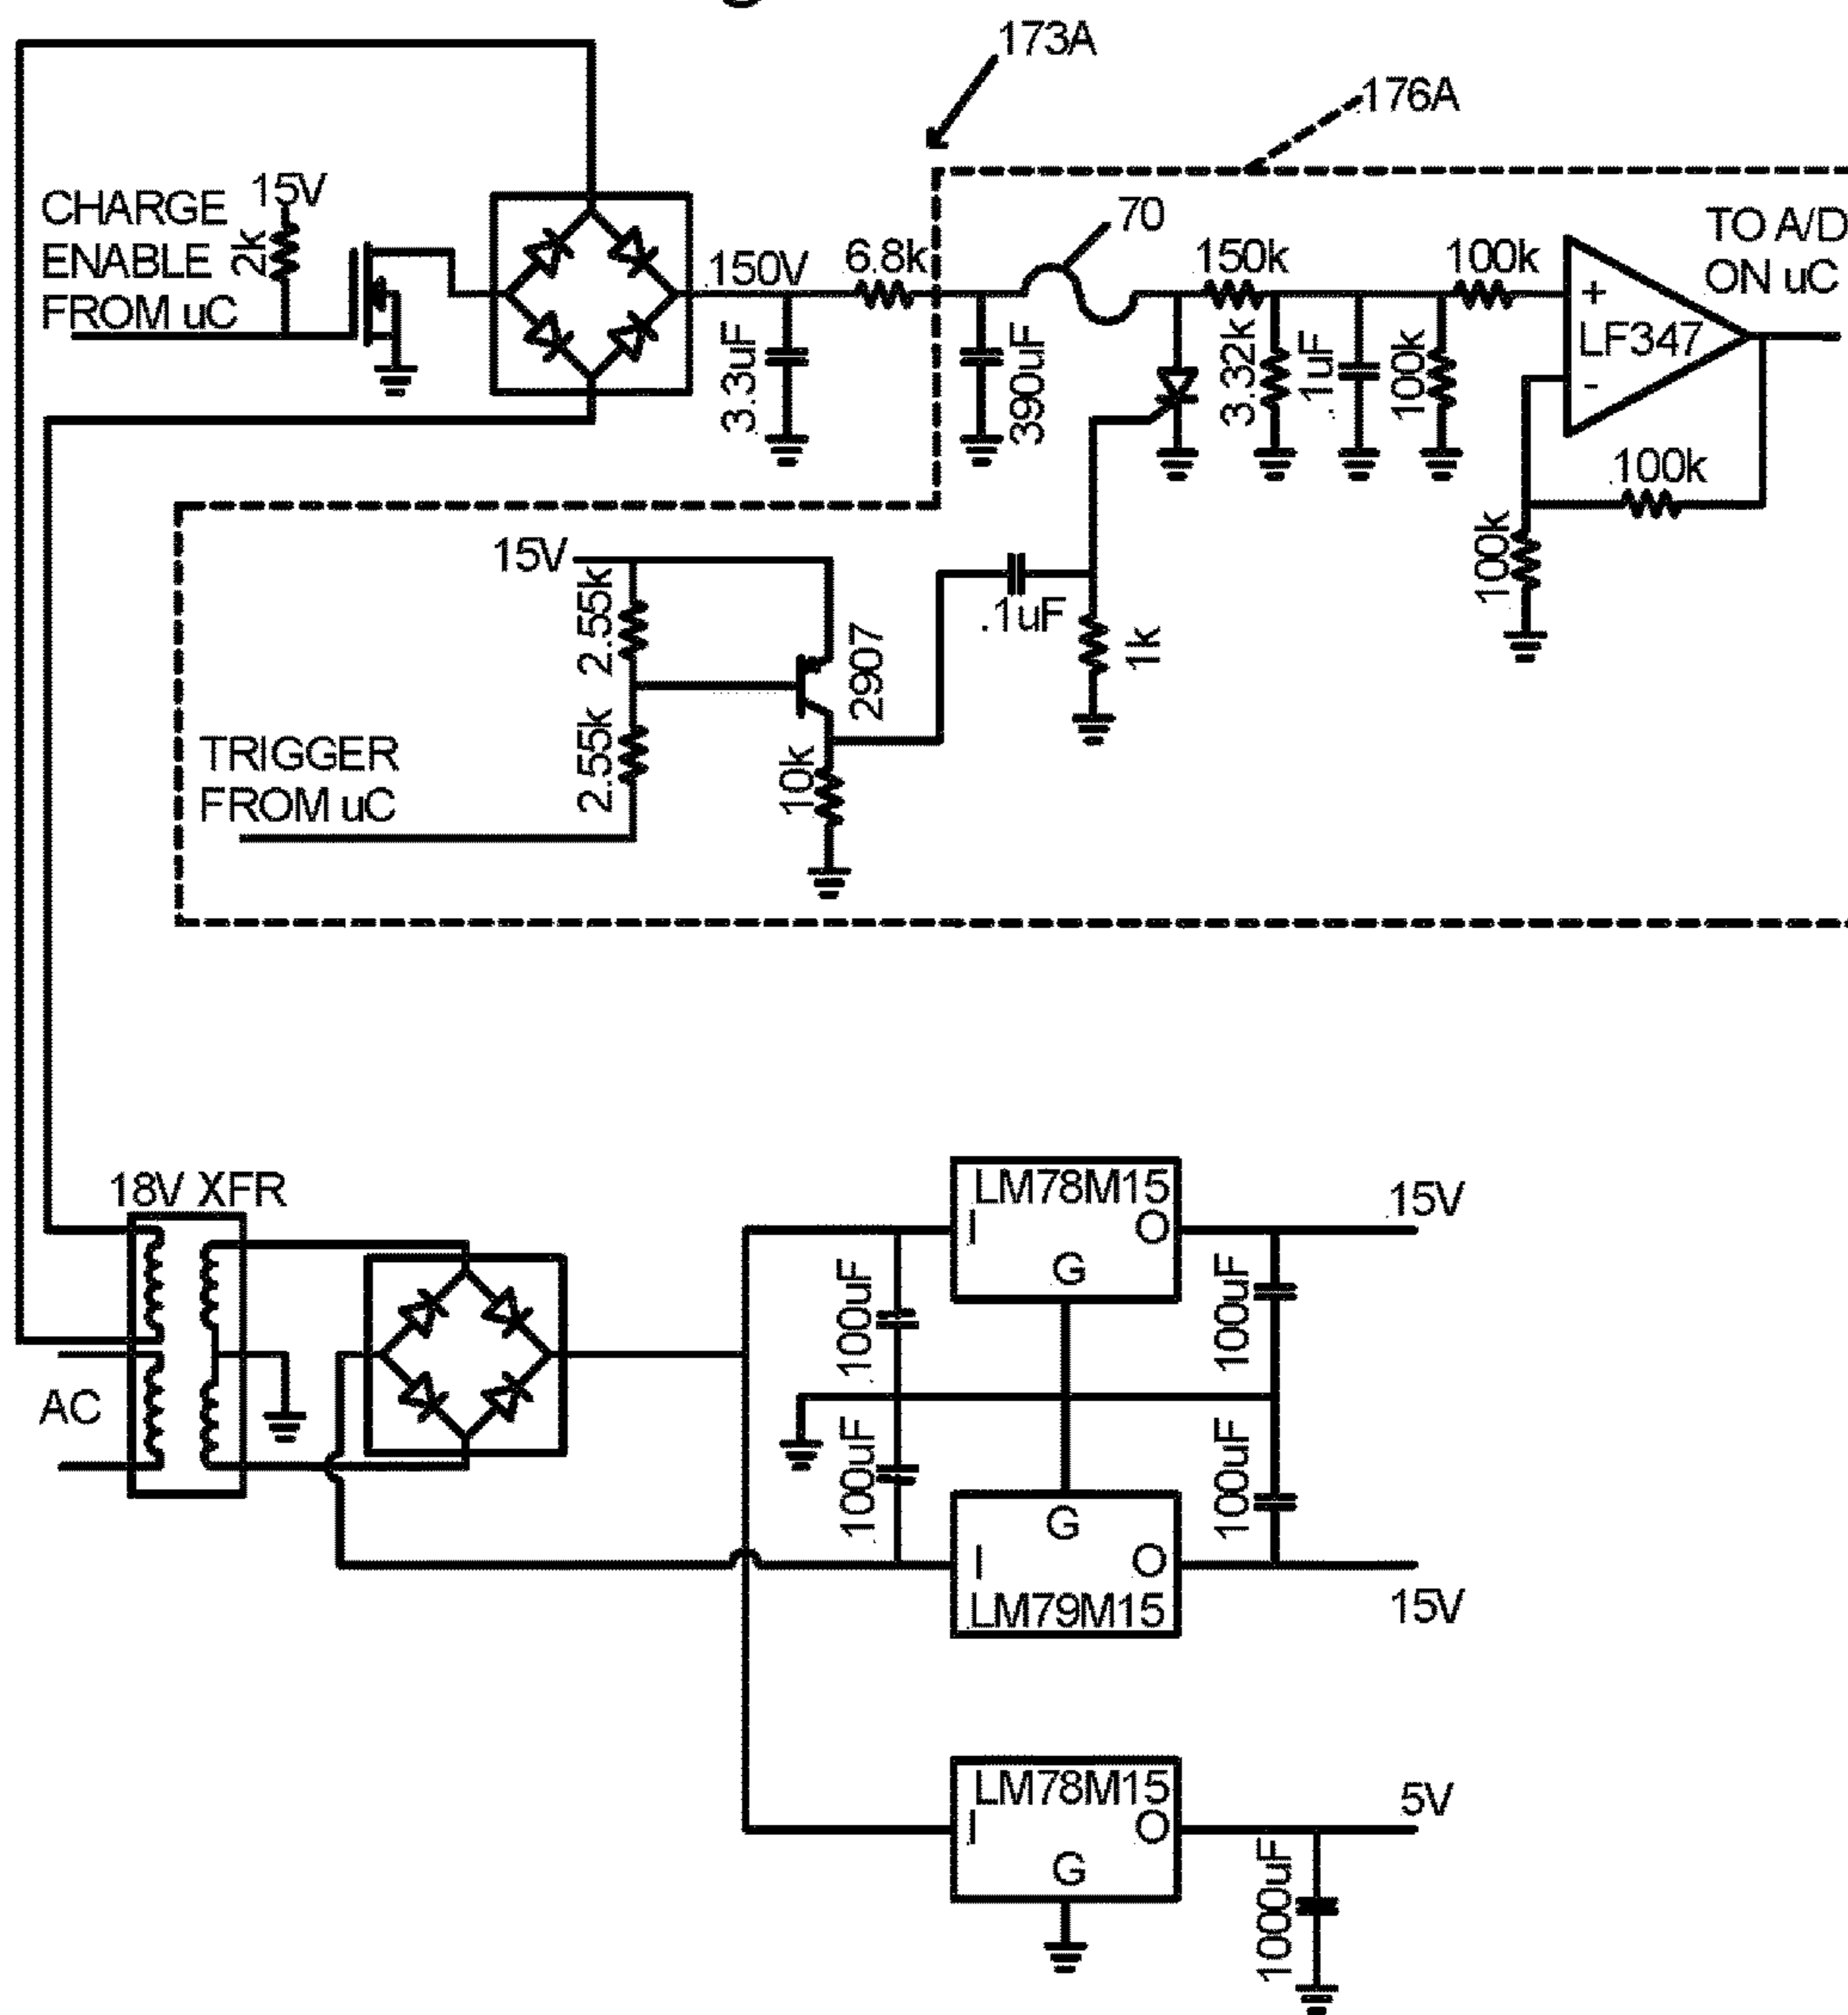 173A
176A
CHARGE
ENABLE
FROM uC
15V
2k
150V
3.3uF
6.8k
390uF
70
150k
3.32k
.1uF
100k
100k
+
-
LF347
TO A/D
ON uC
100k
100k
15V
2.55k
2.55k
2907
10k
.1uF
1k
TRIGGER
FROM uC
18V XFR
AC
LM78M15
I
O
G
15V
100uF
100uF
100uF
100uF
G
I
O
LM79M15
15V
LM78M15
I
O
G
5V
1000uF